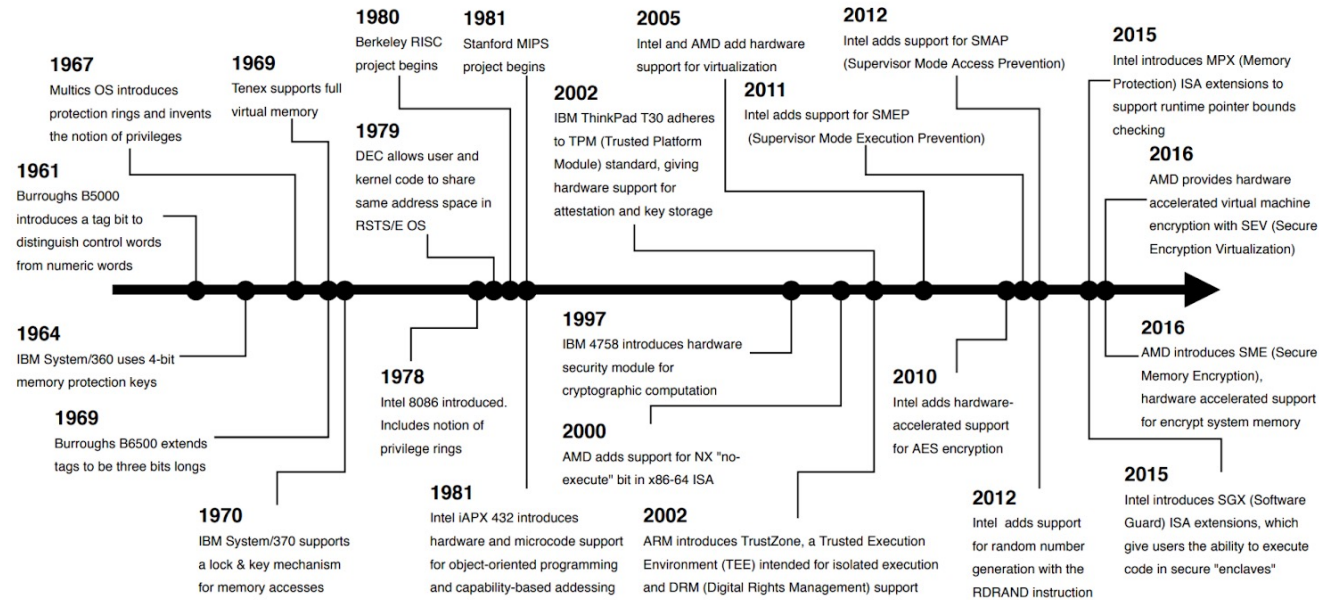 1967
Multics OS introduces
protection rings and invents
the notion of privileges
1961
Burroughs B5000
introduces a tag bit to
distinguish control words
from numeric words
1969
Tenex supports full
virtual memory
1980
Berkeley RISC
project begins
1979
DEC allows user and
kernel code to share
same address space in
RSTS/E OS
1981
Stanford MIPS
project begins
2002
IBM ThinkPad T30 adheres
to TPM (Trusted Platform
Module) standard, giving
hardware support for
attestation and key storage
2005
Intel and AMD add hardware
support for virtualization
2011
Intel adds support for SMEP
(Supervisor Mode Execution Prevention)
2012
Intel adds support for SMAP
(Supervisor Mode Access Prevention)
2015
Intel introduces MPX (Memory
Protection) ISA extensions to
support runtime pointer bounds
checking
2016
AMD provides hardware
accelerated virtual machine
encryption with SEV (Secure
Encryption Virtualization)
1964
IBM System/360 uses 4-bit
memory protection keys
1969
Burroughs B6500 extends
tags to be three bits longs
1970
IBM System/370 supports
a lock & key mechanism
for memory accesses
1978
Intel 8086 introduced.
Includes notion of
privilege rings
1981
Intel iAPX 432 introduces
hardware and microcode support
for object-oriented programming
and capability-based addessing
1997
IBM 4758 introduces hardware
security module for
cryptographic computation
2000
AMD adds support for NX "no-
execute" bit in x86-64 ISA
2002
ARM introduces TrustZone, a Trusted Execution
Environment (TEE) intended for isolated execution
and DRM (Digital Rights Management) support
2010
Intel adds hardware-
accelerated support
for AES encryption
2012
Intel adds support
for random number
generation with the
RDRAND instruction
2016
AMD introduces SME (Secure
Memory Encryption),
hardware accelerated support
for encrypt system memory
2015
Intel introduces SGX (Software
Guard) ISA extensions, which
give users the ability to execute
code in secure "enclaves"